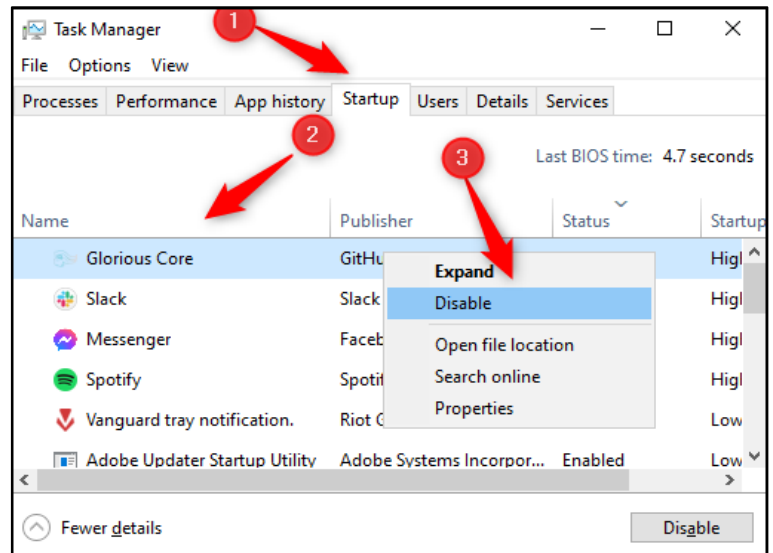 1
Task Manager
File Options View
Processes Performance App history Startup Users Details Services
2
3
Last BIOS time: 4.7 seconds
Name Publisher Status Startup
Glorious Core GitHu High
Expand
Slack Slack High
Disable
Messenger Faceb High
Open file location
Spotify Spotif High
Search online
Properties
Vanguard tray notification. Riot G Low
Adobe Updater Startup Utility Adobe Systems Incorpor... Enabled Low
Fewer details Disable